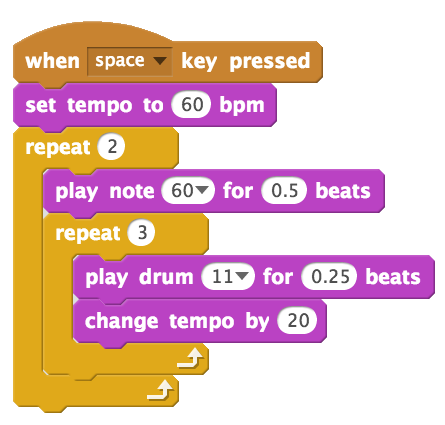 when space key pressed
set tempo to 60 bpm
repeat 2
play note 60 for 0.5 beats
repeat 3
play drum 11 for 0.25 beats
change tempo by 20